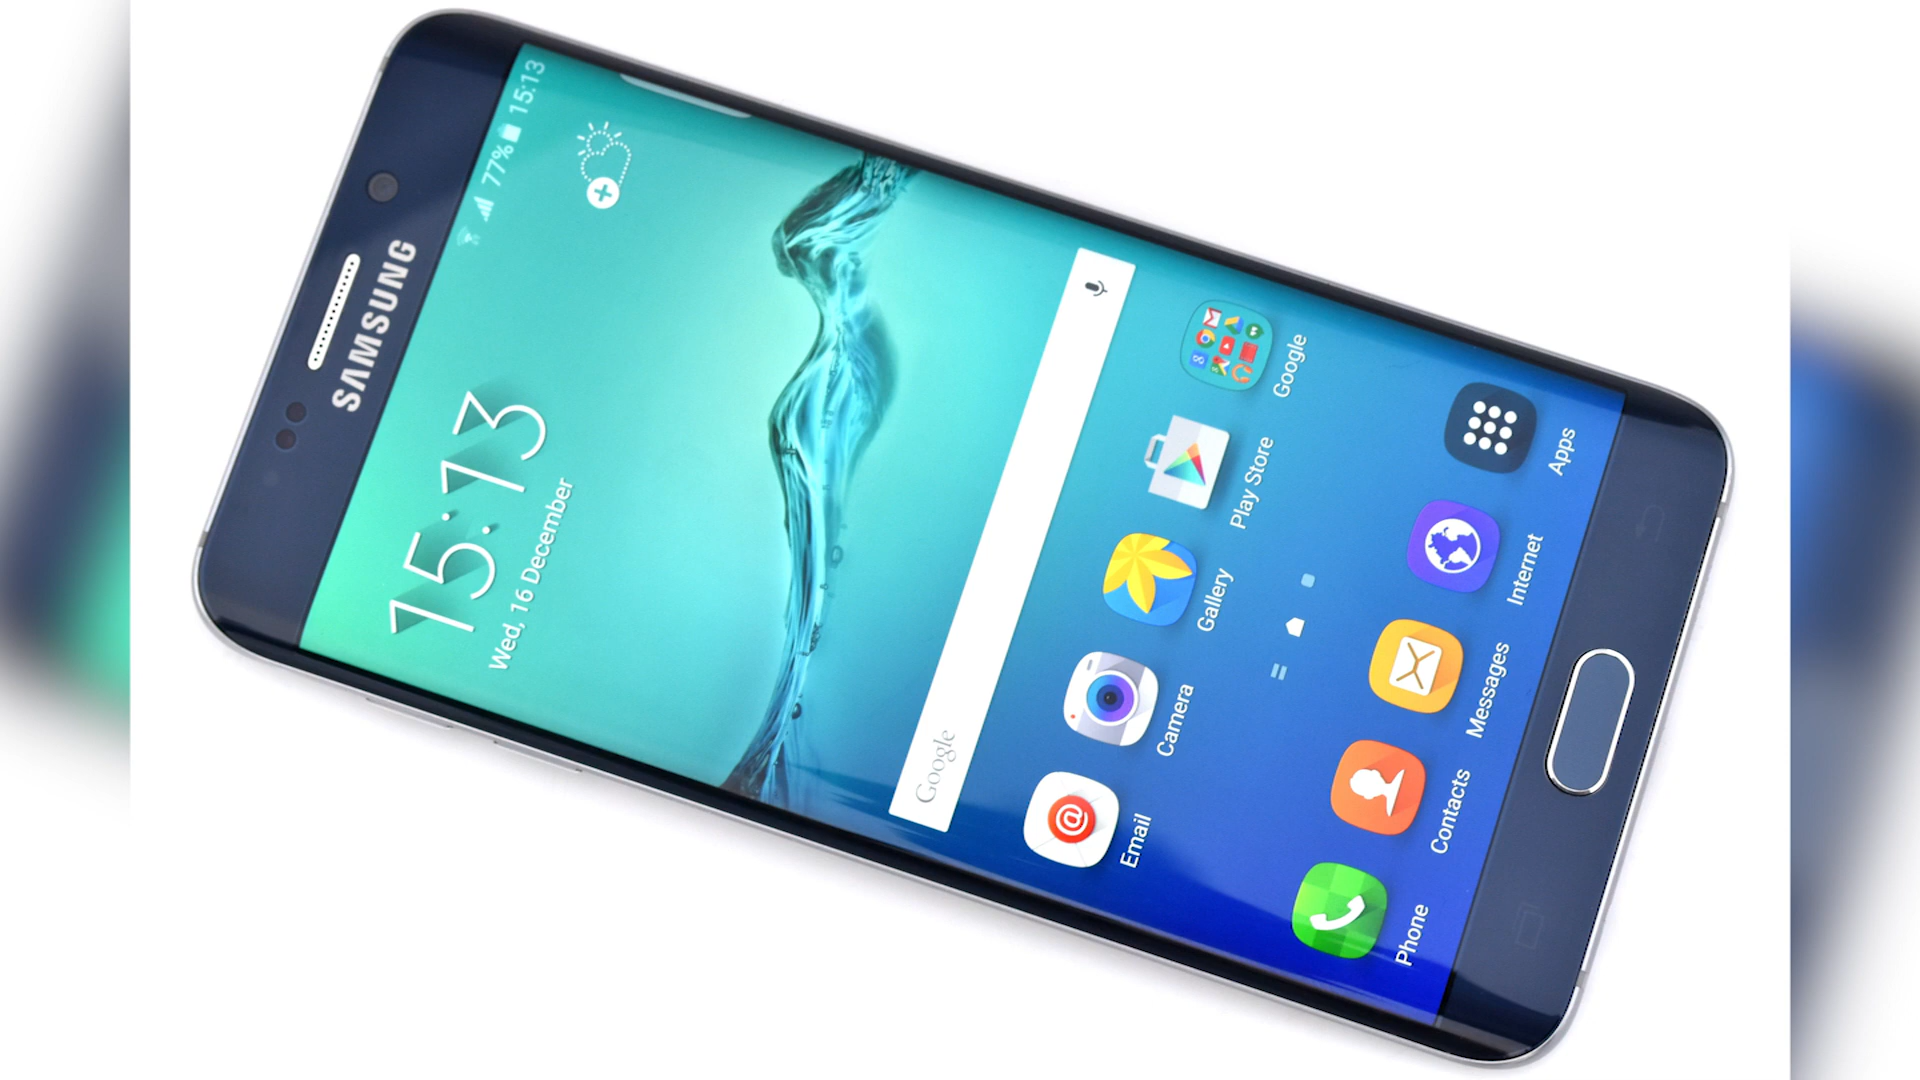 SAMSUNG
77% 15:13
15:13
Wed, 16 December
Google
Email
Camera
Gallery
Play Store
Google
Phone
Contacts
Messages
Internet
Apps